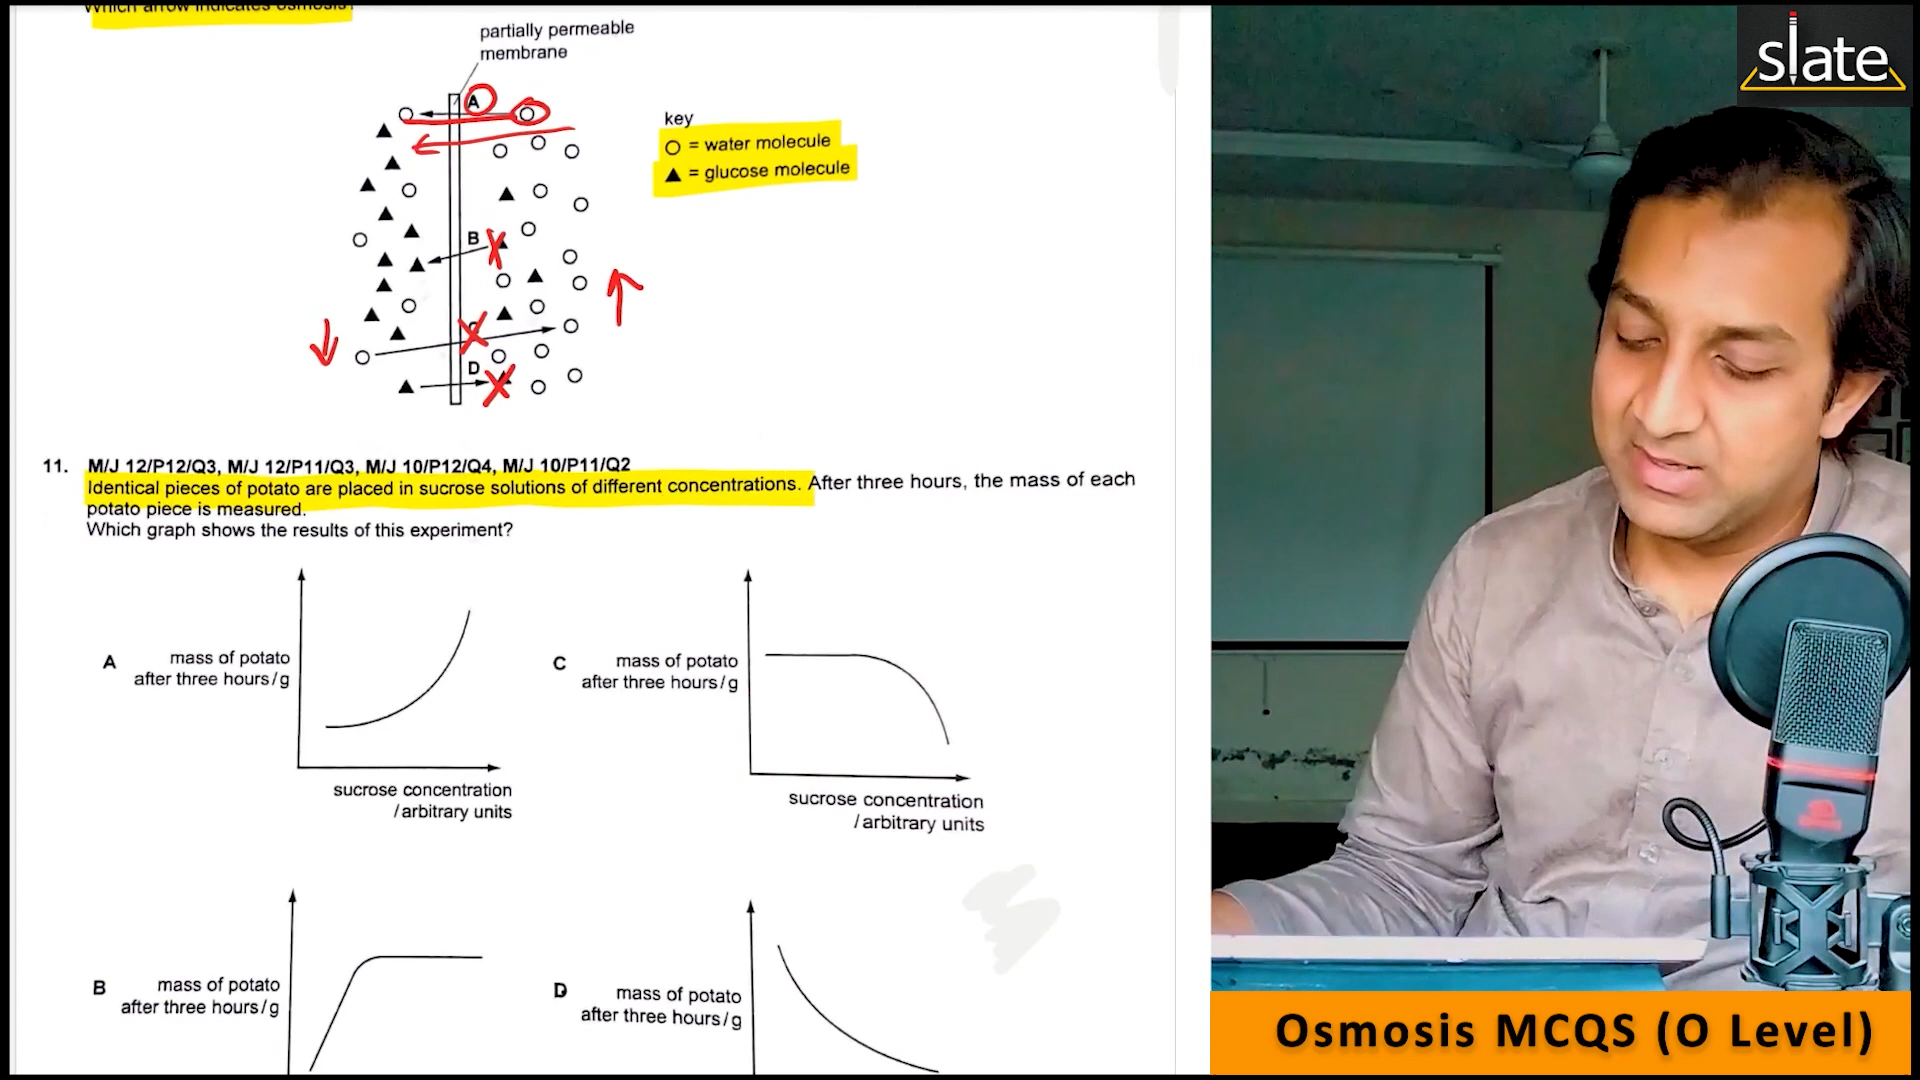 Which arrow indicates osmosis?
partially permeable
membrane
A
key
= water molecule
= glucose molecule
B
C
D
11. M/J 12/P12/Q3, M/J 12/P11/Q3, M/J 10/P12/Q4, M/J 10/P11/Q2
Identical pieces of potato are placed in sucrose solutions of different concentrations. After three hours, the mass of each
potato piece is measured.
Which graph shows the results of this experiment?
A mass of potato
after three hours/g
sucrose concentration
/arbitrary units
C mass of potato
after three hours/g
sucrose concentration
/arbitrary units
B mass of potato
after three hours/g
D mass of potato
after three hours/g
slate
Osmosis MCQS (O Level)